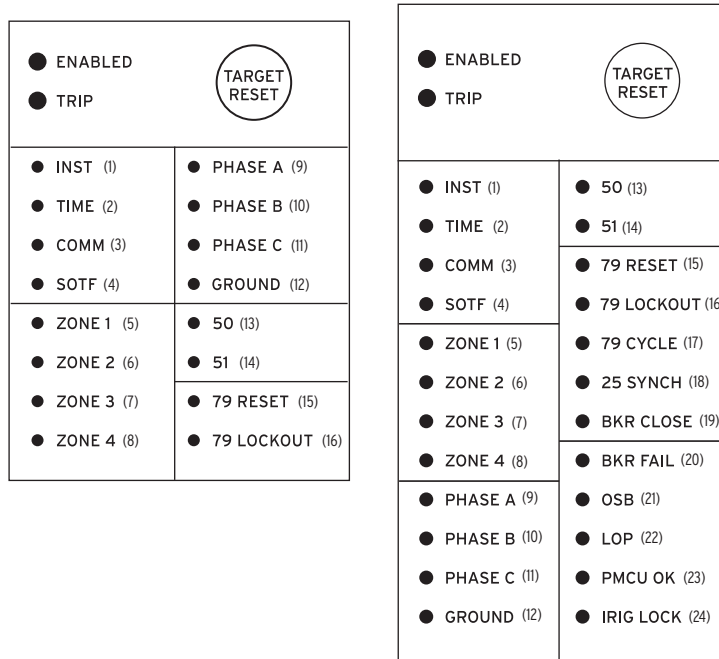 ENABLED
TRIP
TARGET
RESET
INST (1)
TIME (2)
COMM (3)
SOTF (4)
ZONE 1 (5)
ZONE 2 (6)
ZONE 3 (7)
ZONE 4 (8)
PHASE A (9)
PHASE B (10)
PHASE C (11)
GROUND (12)
50 (13)
51 (14)
79 RESET (15)
79 LOCKOUT (16)
ENABLED
TRIP
TARGET
RESET
INST (1)
TIME (2)
COMM (3)
SOTF (4)
ZONE 1 (5)
ZONE 2 (6)
ZONE 3 (7)
ZONE 4 (8)
PHASE A (9)
PHASE B (10)
PHASE C (11)
GROUND (12)
50 (13)
51 (14)
79 RESET (15)
79 LOCKOUT (16
79 CYCLE (17)
25 SYNCH (18)
BKR CLOSE (19)
BKR FAIL (20)
OSB (21)
LOP (22)
PMCU OK (23)
IRIG LOCK (24)